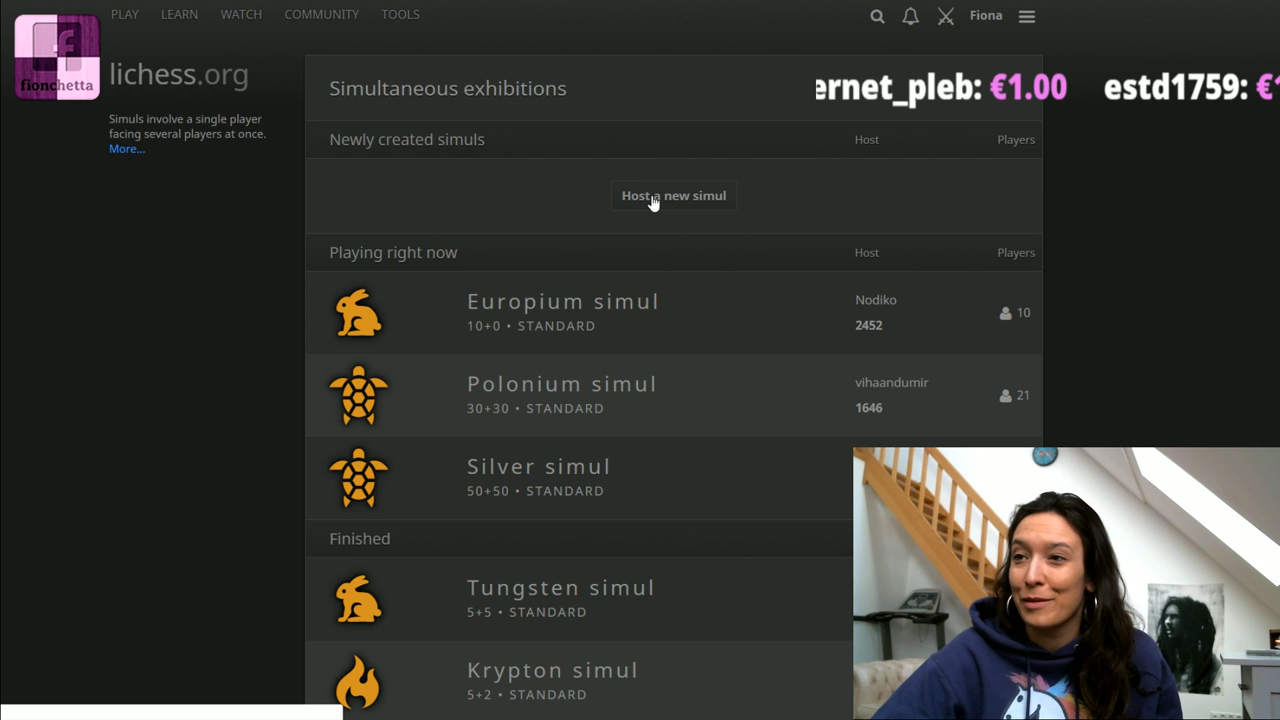 PLAY LEARN WATCH COMMUNITY TOOLS
Fiona
fionchetta
lichess.org
Simuls involve a single player
facing several players at once.
More...
Simultaneous exhibitions
ernet_pleb: €1.00 estd1759: €
Newly created simuls Host Players
Host a new simul
Playing right now Host Players
Europium simul
10+0 • STANDARD
Nodiko
2452
10
Polonium simul
30+30 • STANDARD
vihaandumir
1646
21
Silver simul
50+50 • STANDARD
Finished
Tungsten simul
5+5 • STANDARD
Krypton simul
5+2 • STANDARD